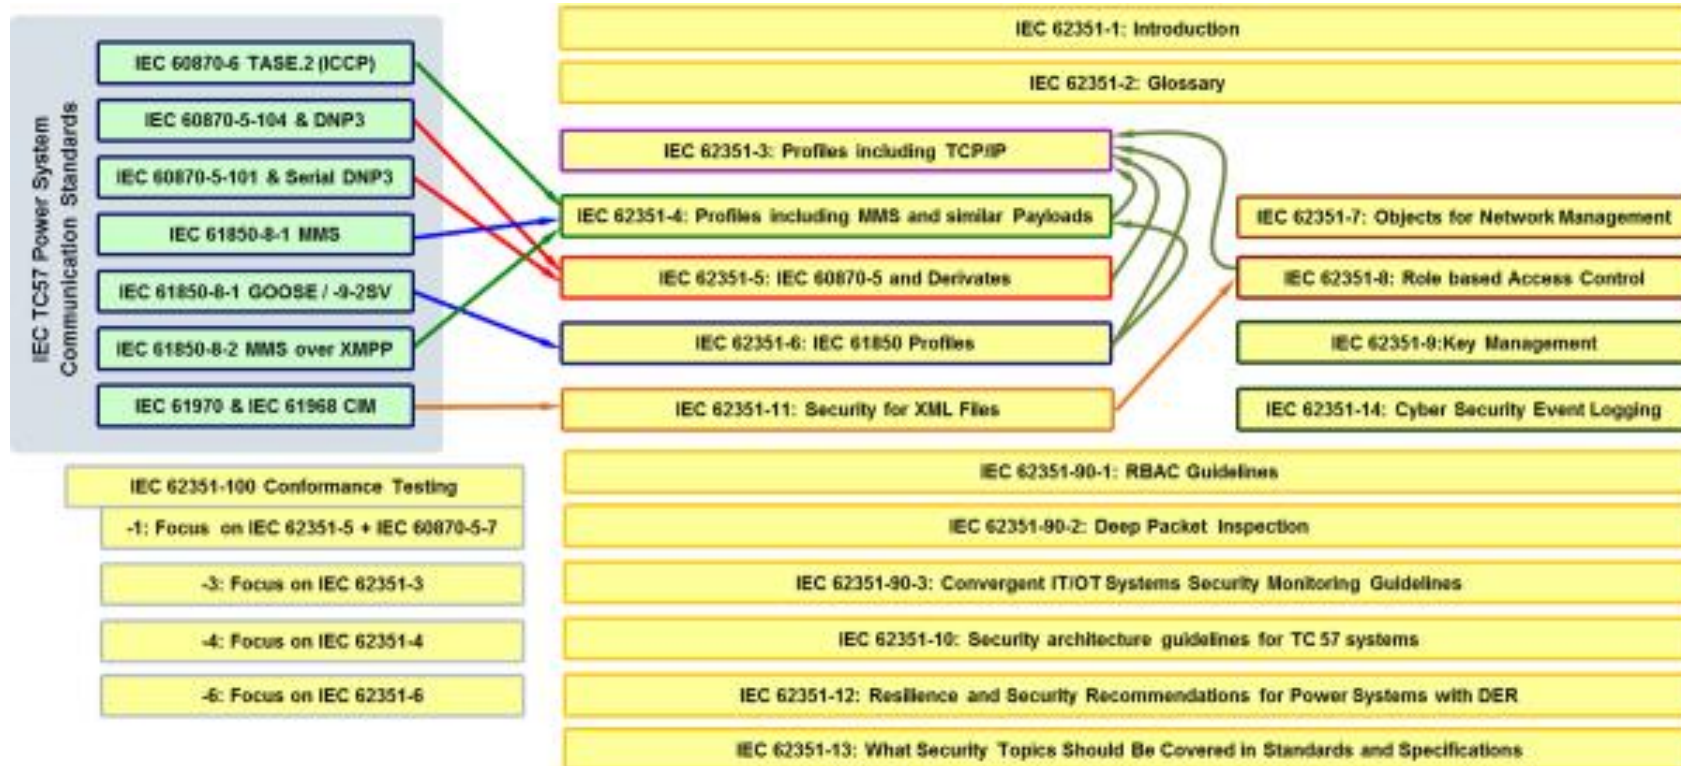 IEC TC57 Power System
Communication Standards
IEC 60870-6 TASE.2 (ICCP)
IEC 60870-5-104 & DNP3
IEC 60870-5-101 & Serial DNP3
IEC 61850-8-1 MMS
IEC 61850-8-1 GOOSE / -9-2SV
IEC 61850-8-2 MMS over XMPP
IEC 61970 & IEC 61968 CIM
IEC 62351-1: Introduction
IEC 62351-2: Glossary
IEC 62351-3: Profiles including TCP/IP
IEC 62351-4: Profiles including MMS and similar Payloads
IEC 62351-5: IEC 60870-5 and Derivates
IEC 62351-6: IEC 61850 Profiles
IEC 62351-11: Security for XML Files
IEC 62351-7: Objects for Network Management
IEC 62351-8: Role based Access Control
IEC 62351-9:Key Management
IEC 62351-14: Cyber Security Event Logging
IEC 62351-100 Conformance Testing
-1: Focus on IEC 62351-5 + IEC 60870-5-7
-3: Focus on IEC 62351-3
-4: Focus on IEC 62351-4
-6: Focus on IEC 62351-6
IEC 62351-90-1: RBAC Guidelines
IEC 62351-90-2: Deep Packet Inspection
IEC 62351-90-3: Convergent IT/OT Systems Security Monitoring Guidelines
IEC 62351-10: Security architecture guidelines for TC 57 systems
IEC 62351-12: Resilience and Security Recommendations for Power Systems with DER
IEC 62351-13: What Security Topics Should Be Covered in Standards and Specifications